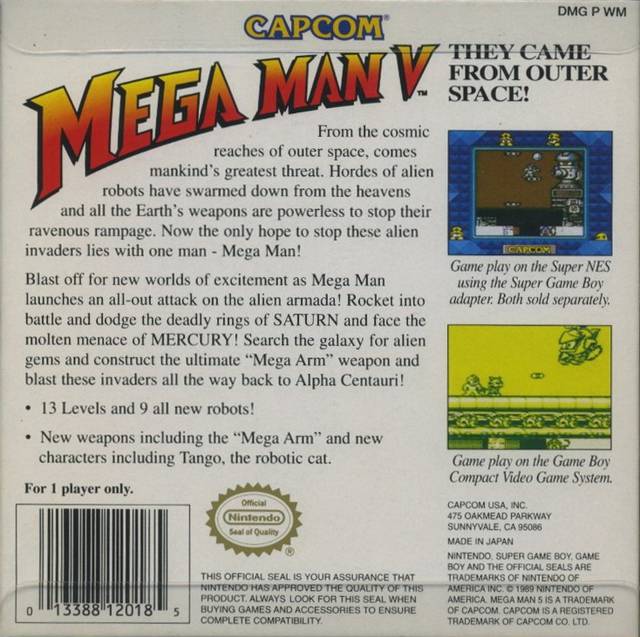 DMG P WM
CAPCOM®
MEGA MAN V™
THEY CAME
FROM OUTER
SPACE!
From the cosmic
reaches of outer space, comes
mankind's greatest threat. Hordes of alien
robots have swarmed down from the heavens
and all the Earth's weapons are powerless to stop their
ravenous rampage. Now the only hope to stop these alien
invaders lies with one man - Mega Man!
Blast off for new worlds of excitement as Mega Man
launches an all-out attack on the alien armada! Rocket into
battle and dodge the deadly rings of SATURN and face the
molten menace of MERCURY! Search the galaxy for alien
gems and construct the ultimate “Mega Arm” weapon and
blast these invaders all the way back to Alpha Centauri!
• 13 Levels and 9 all new robots!
• New weapons including the “Mega Arm” and new
characters including Tango, the robotic cat.
For 1 player only.
CAPCOM
Game play on the Super NES
using the Super Game Boy
adapter. Both sold separately.
Game play on the Game Boy
Compact Video Game System.
0 13388 12018 5
Official
Nintendo
Seal of Quality
®
THIS OFFICIAL SEAL IS YOUR ASSURANCE THAT
NINTENDO HAS APPROVED THE QUALITY OF THIS
PRODUCT. ALWAYS LOOK FOR THIS SEAL WHEN
BUYING GAMES AND ACCESSORIES TO ENSURE
COMPLETE COMPATIBILITY.
CAPCOM USA, INC.
475 OAKMEAD PARKWAY
SUNNYVALE, CA 95086
MADE IN JAPAN
NINTENDO, SUPER GAME BOY, GAME
BOY AND THE OFFICIAL SEALS ARE
TRADEMARKS OF NINTENDO OF
AMERICA INC. © 1989 NINTENDO OF
AMERICA. MEGA MAN 5 IS A TRADEMARK
OF CAPCOM. CAPCOM IS A REGISTERED
TRADEMARK OF CAPCOM CO. LTD.